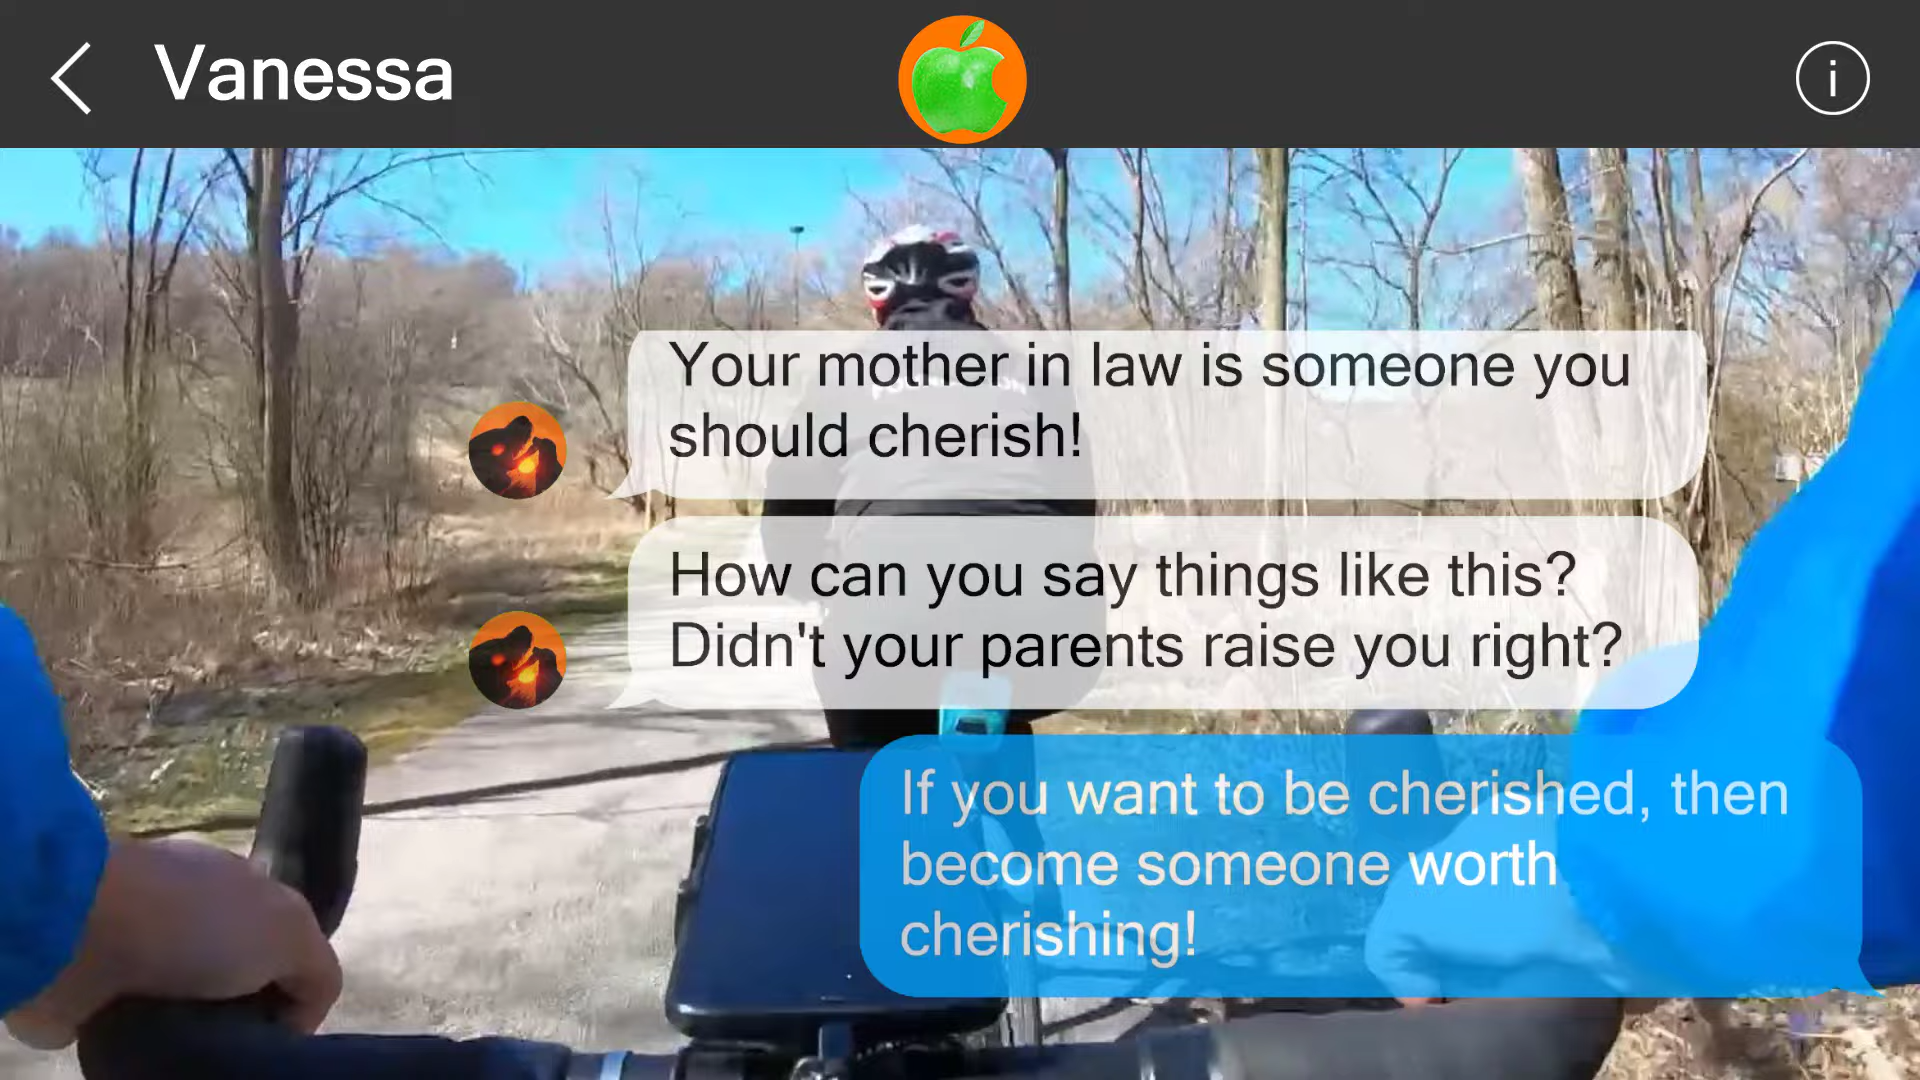 Vanessa
i
Your mother in law is someone you
should cherish!
How can you say things like this?
Didn't your parents raise you right?
If you want to be cherished, then
become someone worth
cherishing!